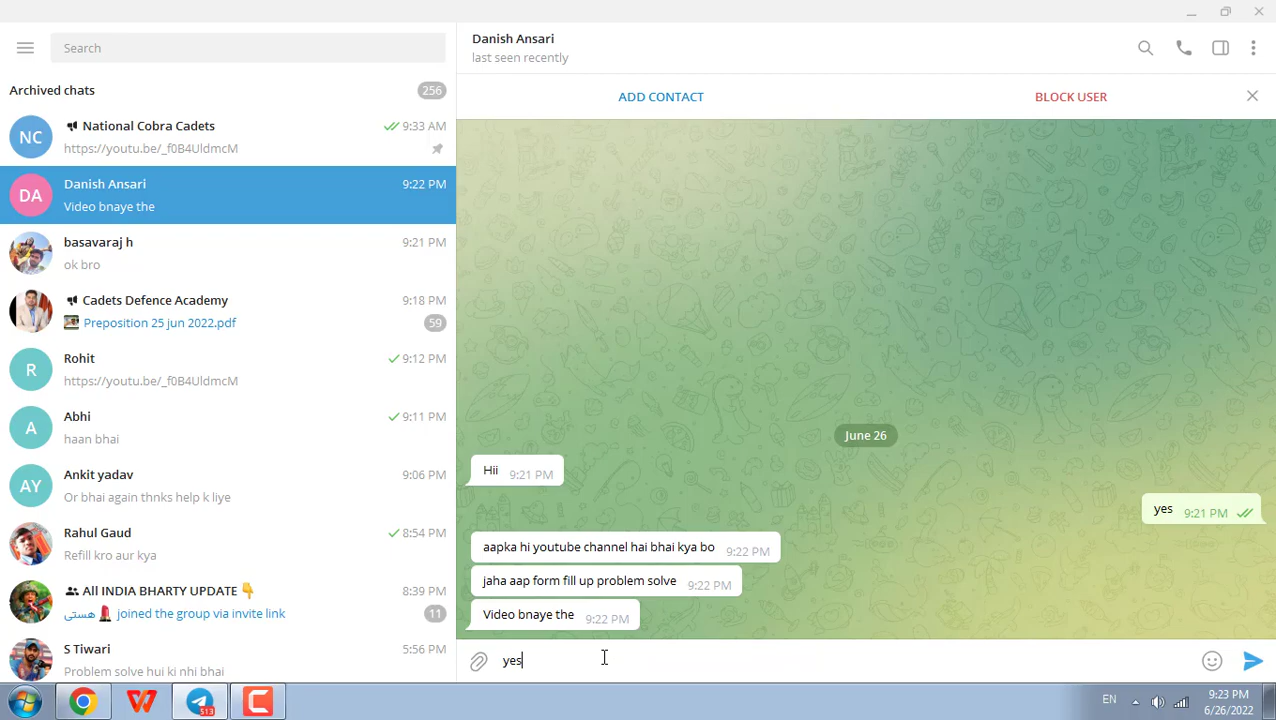 Search
Archived chats
256
NC
National Cobra Cadets
9:33 AM
https://youtu.be/_f0B4UldmcM
DA
Danish Ansari
9:22 PM
Video bnaye the
basavaraj h
9:21 PM
ok bro
Cadets Defence Academy
9:18 PM
Preposition 25 jun 2022.pdf
59
R
Rohit
9:12 PM
https://youtu.be/_f0B4UldmcM
A
Abhi
9:11 PM
haan bhai
AY
Ankit yadav
9:06 PM
Or bhai again thnks help k liye
Rahul Gaud
8:54 PM
Refill kro aur kya
All INDIA BHARTY UPDATE 👇
8:39 PM
هستی💄 joined the group via invite link
11
S Tiwari
5:56 PM
Problem solve hui ki nhi bhai
Danish Ansari
last seen recently
ADD CONTACT
BLOCK USER
June 26
Hii 9:21 PM
yes 9:21 PM
aapka hi youtube channel hai bhai kya bo 9:22 PM
jaha aap form fill up problem solve 9:22 PM
Video bnaye the 9:22 PM
yes
513
EN
9:23 PM
6/26/2022